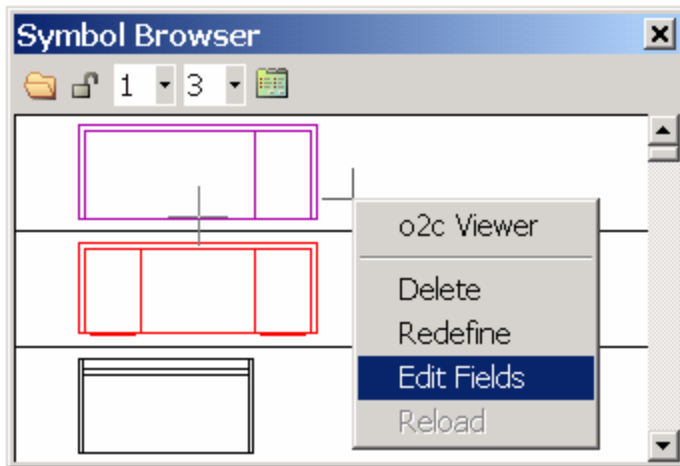 Symbol Browser
1 3
o2c Viewer
Delete
Redefine
Edit Fields
Reload